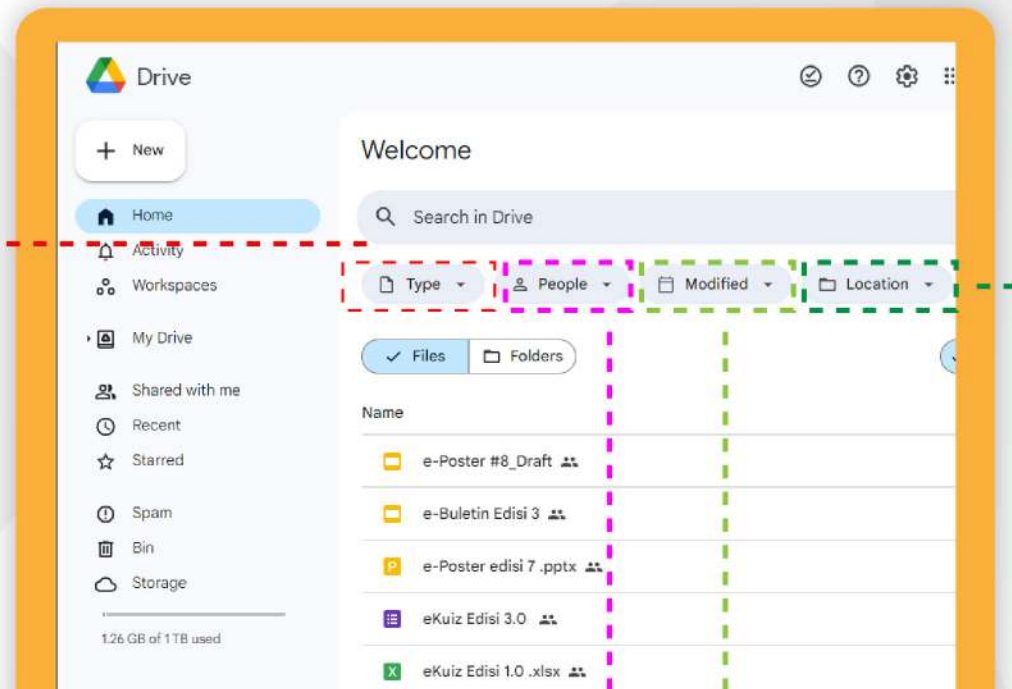 Drive
New
Welcome
Home
Search in Drive
Activity
Workspaces
Type
People
Modified
Location
My Drive
Files
Folders
Shared with me
Name
Recent
Starred
e-Poster #8_Draft
Spam
e-Buletin Edisi 3
Bin
e-Poster edisi 7 .pptx
Storage
eKuiz Edisi 3.0
1.26 GB of 1 TB used
eKuiz Edisi 1.0 .xlsx